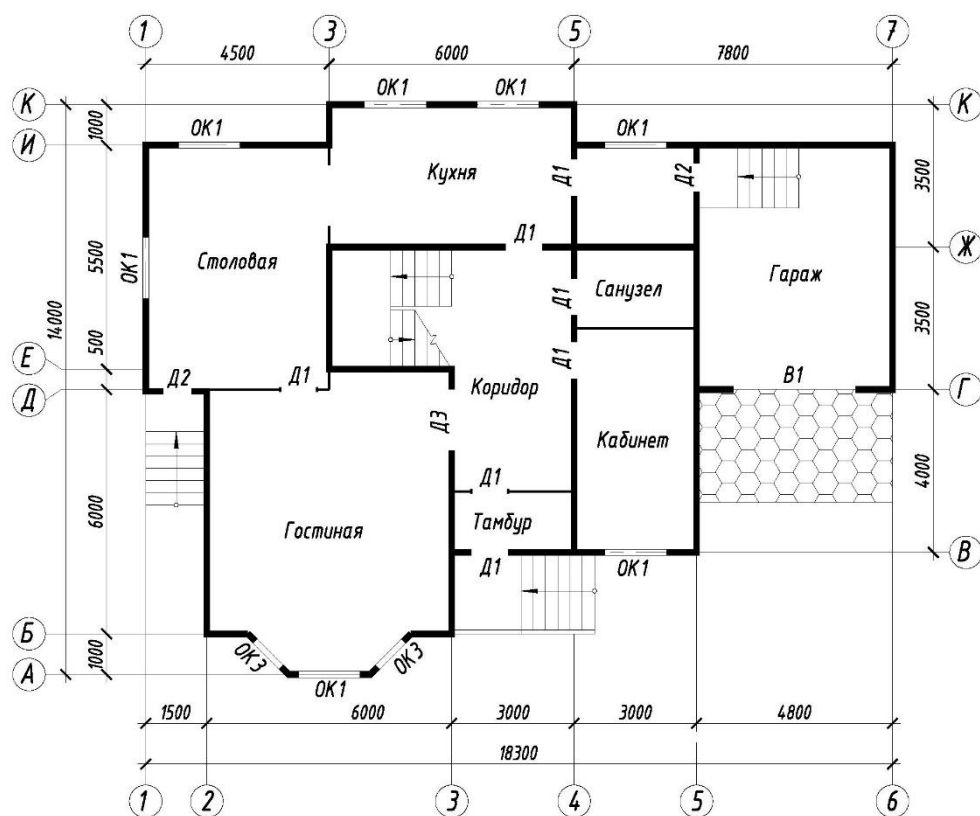 1 3 5 7
4500 6000 7800
К ОК1 ОК1 К
1000
И ОК1 ОК1
Кухня Д1 Д2 3500
Д1 Ж
5500 ОК1 Столовая Д1 Санузел Гараж
14000 3500
Е 500 Д1
Д Д2 Д1 Коридор В1 Г
Д3 Кабинет
4000
6000 Д1
Гостиная Тамбур
Д1 ОК1 В
Б
1000 ОК3 ОК3
А ОК1
1500 6000 3000 3000 4800
18300
1 2 3 4 5 6